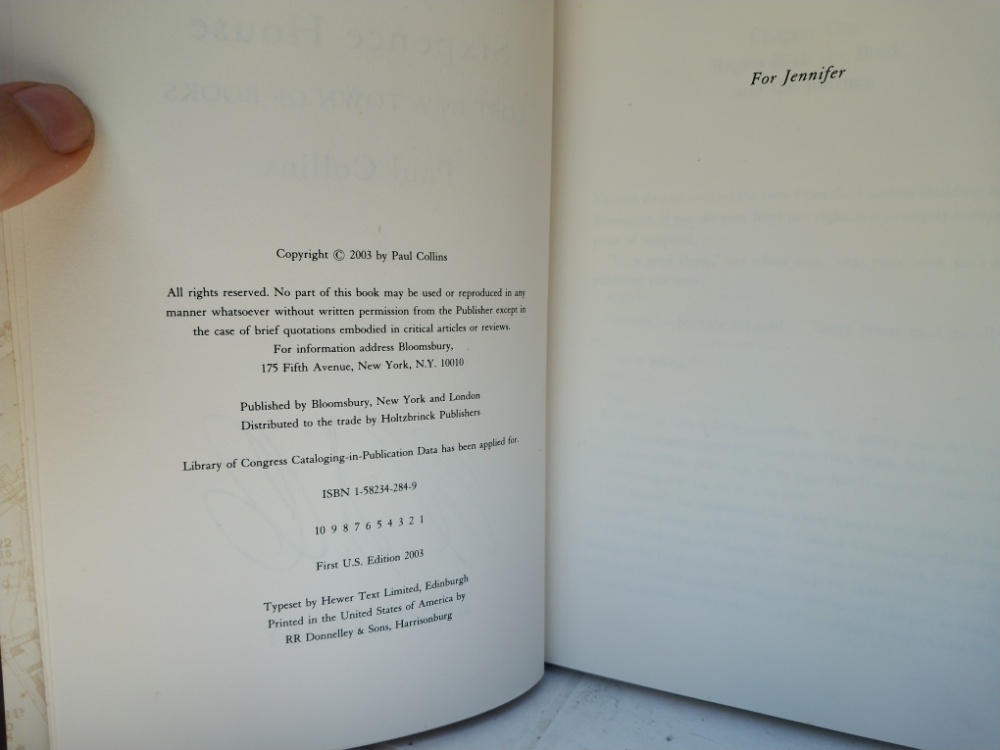 Copyright © 2003 by Paul Collins
All rights reserved. No part of this book may be used or reproduced in any
manner whatsoever without written permission from the Publisher except in
the case of brief quotations embodied in critical articles or reviews.
For information address Bloomsbury,
175 Fifth Avenue, New York, N.Y. 10010
Published by Bloomsbury, New York and London
Distributed to the trade by Holtzbrinck Publishers
Library of Congress Cataloging-in-Publication Data has been applied for.
ISBN 1-58234-284-9
10 9 8 7 6 5 4 3 2 1
First U.S. Edition 2003
Typeset by Hewer Text Limited, Edinburgh
Printed in the United States of America by
RR Donnelley & Sons, Harrisonburg
For Jennifer